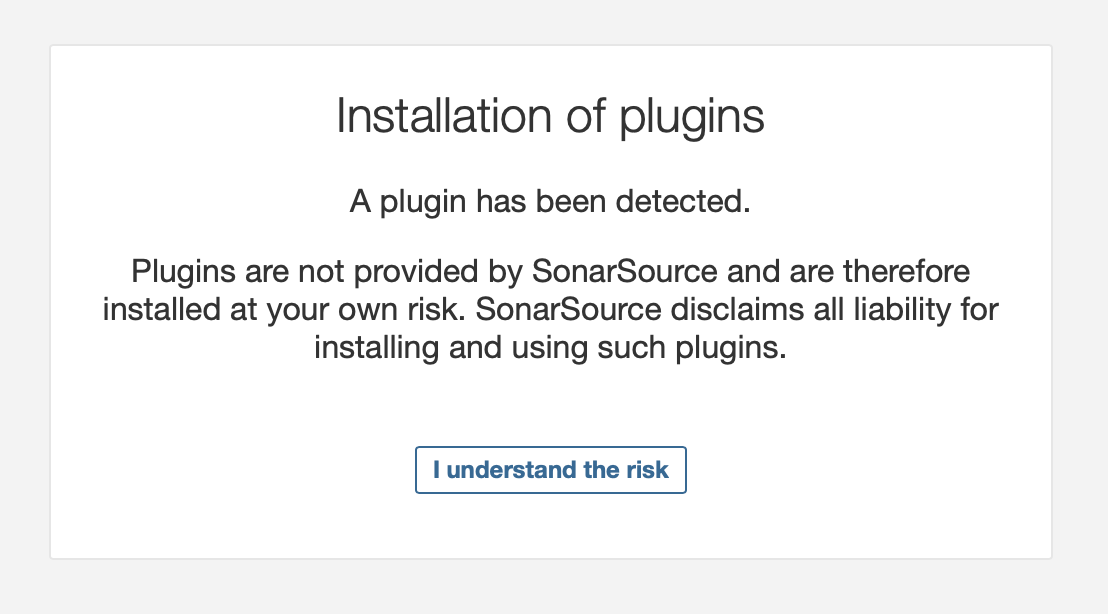 Installation of plugins
A plugin has been detected.
Plugins are not provided by SonarSource and are therefore
installed at your own risk. SonarSource disclaims all liability for
installing and using such plugins.
I understand the risk